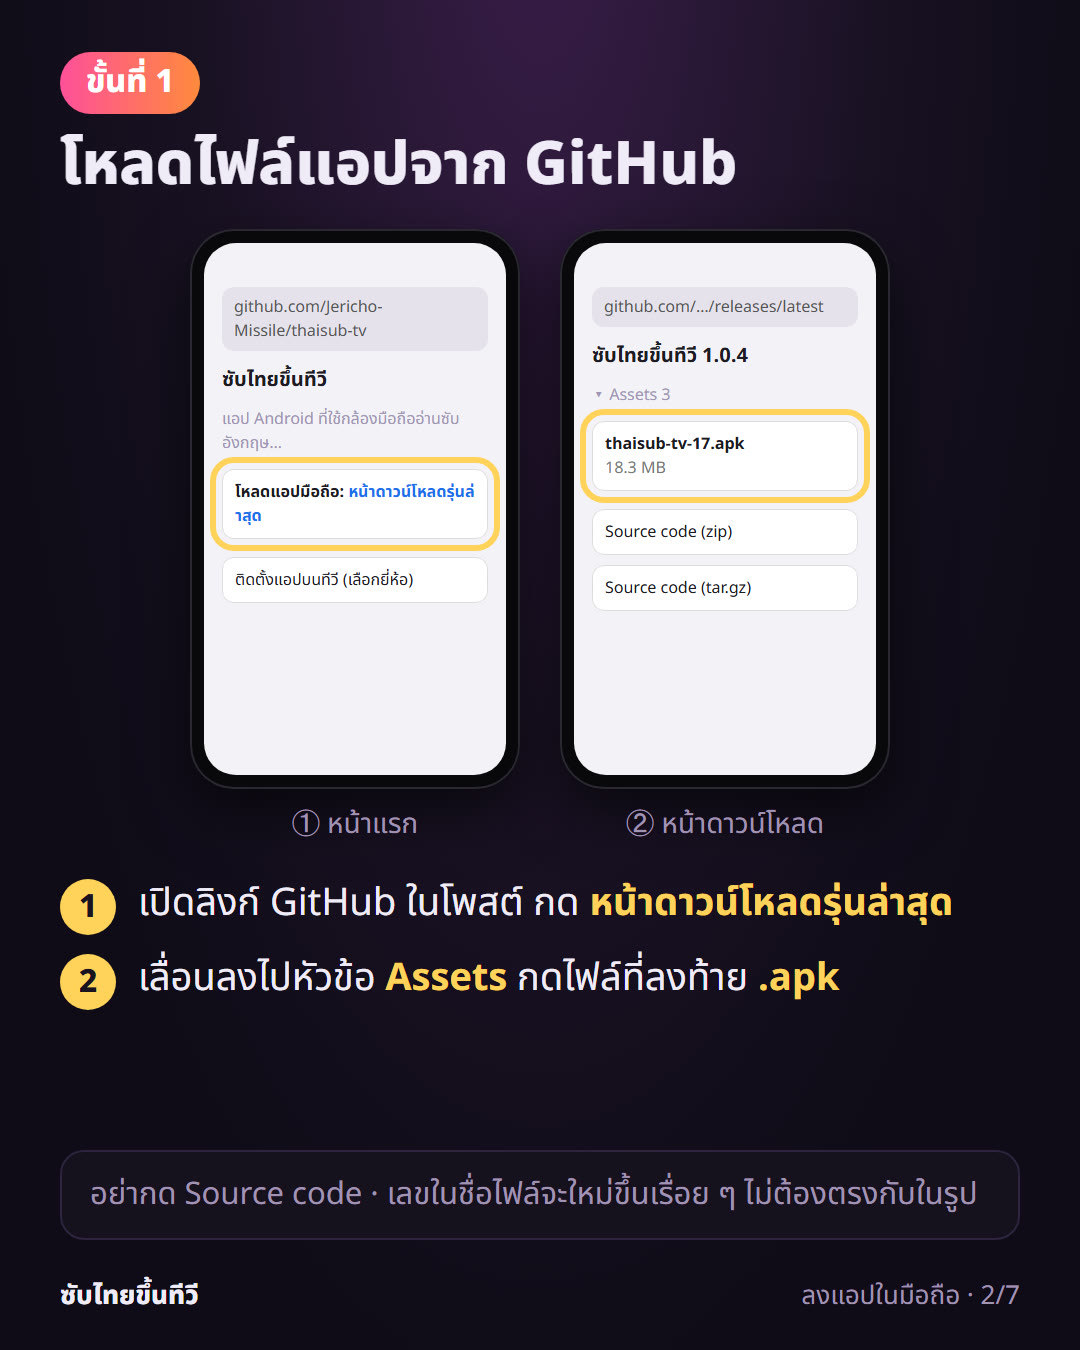 ขั้นที่ 1
โหลดไฟล์แอปจาก GitHub
github.com/Jericho-
Missile/thaisub-tv
ซับไทยขึ้นทีวี
แอป Android ที่ใช้กล้องมือถืออ่านซับ
อังกฤษ...
โหลดแอปมือถือ: หน้าดาวน์โหลดรุ่นล่
าสุด
ติดตั้งแอปบนทีวี (เลือกยี่ห้อ)
① หน้าแรก
github.com/.../releases/latest
ซับไทยขึ้นทีวี 1.0.4
▾ Assets 3
thaisub-tv-17.apk
18.3 MB
Source code (zip)
Source code (tar.gz)
② หน้าดาวน์โหลด
1 เปิดลิงก์ GitHub ในโพสต์ กด หน้าดาวน์โหลดรุ่นล่าสุด
2 เลื่อนลงไปหัวข้อ Assets กดไฟล์ที่ลงท้าย .apk
อย่ากด Source code · เลขในชื่อไฟล์จะใหม่ขึ้นเรื่อย ๆ ไม่ต้องตรงกับในรูป
ซับไทยขึ้นทีวี
ลงแอปในมือถือ · 2/7